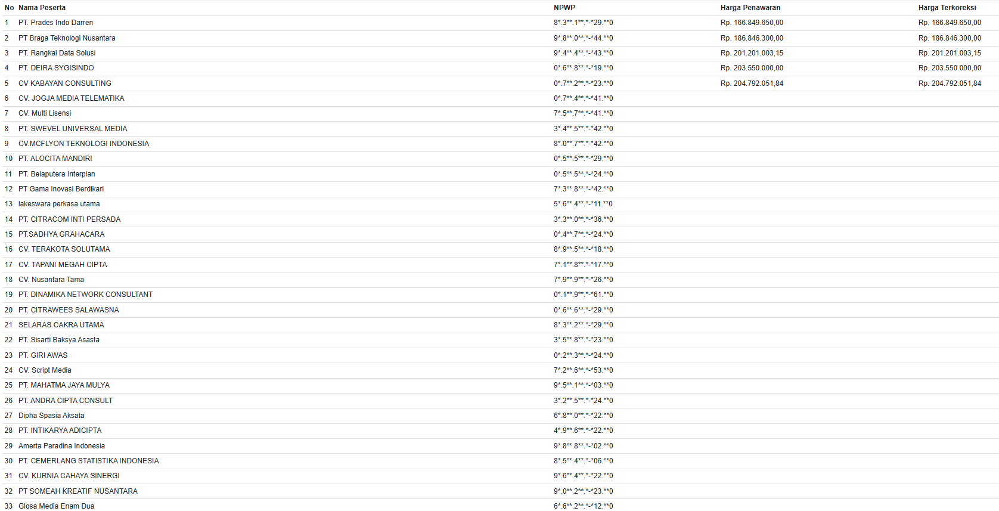 No Nama Peserta NPWP Harga Penawaran Harga Terkoreksi
1 PT. Prades Indo Darren 8*.3**.1**.*-*29.**0 Rp. 166.849.650,00 Rp. 166.849.650,00
2 PT Braga Teknologi Nusantara 9*.8**.0**.*-*44.**0 Rp. 186.846.300,00 Rp. 186.846.300,00
3 PT. Rangkai Data Solusi 9*.4**.4**.*-*43.**0 Rp. 201.201.003,15 Rp. 201.201.003,15
4 PT. DEIRA SYGISINDO 0*.6**.8**.*-*19.**0 Rp. 203.550.000,00 Rp. 203.550.000,00
5 CV KABAYAN CONSULTING 0*.7**.2**.*-*23.**0 Rp. 204.792.051,84 Rp. 204.792.051,84
6 CV. JOGJA MEDIA TELEMATIKA 0*.7**.4**.*-*41.**0
7 CV. Multi Lisensi 7*.5**.7**.*-*41.**0
8 PT. SWEVEL UNIVERSAL MEDIA 3*.4**.5**.*-*42.**0
9 CV.MCFLYON TEKNOLOGI INDONESIA 8*.0**.7**.*-*42.**0
10 PT. ALOCITA MANDIRI 0*.5**.5**.*-*29.**0
11 PT. Belaputera Interplan 0*.5**.5**.*-*24.**0
12 PT Gama Inovasi Berdikari 7*.3**.8**.*-*42.**0
13 lakeswara perkasa utama 5*.6**.4**.*-*11.**0
14 PT. CITRACOM INTI PERSADA 3*.3**.0**.*-*36.**0
15 PT.SADHYA GRAHACARA 0*.4**.7**.*-*24.**0
16 CV. TERAKOTA SOLUTAMA 8*.9**.5**.*-*18.**0
17 CV. TAPANI MEGAH CIPTA 7*.1**.8**.*-*17.**0
18 CV. Nusantara Tama 7*.9**.9**.*-*26.**0
19 PT. DINAMIKA NETWORK CONSULTANT 0*.1**.9**.*-*61.**0
20 PT. CITRAWEES SALAWASNA 0*.6**.6**.*-*29.**0
21 SELARAS CAKRA UTAMA 8*.3**.2**.*-*29.**0
22 PT. Sisarti Baksya Asasta 3*.5**.8**.*-*23.**0
23 PT. GIRI AWAS 0*.2**.3**.*-*24.**0
24 CV. Script Media 7*.2**.6**.*-*53.**0
25 PT. MAHATMA JAYA MULYA 9*.5**.1**.*-*03.**0
26 PT. ANDRA CIPTA CONSULT 3*.2**.5**.*-*24.**0
27 Dipha Spasia Aksata 6*.8**.0**.*-*22.**0
28 PT. INTIKARYA ADICIPTA 4*.9**.6**.*-*22.**0
29 Amerta Paradina Indonesia 9*.8**.8**.*-*02.**0
30 PT. CEMERLANG STATISTIKA INDONESIA 8*.5**.4**.*-*06.**0
31 CV. KURNIA CAHAYA SINERGI 9*.6**.4**.*-*22.**0
32 PT SOMEAH KREATIF NUSANTARA 9*.0**.2**.*-*23.**0
33 Glosa Media Enam Dua 6*.6**.2**.*-*12.**0